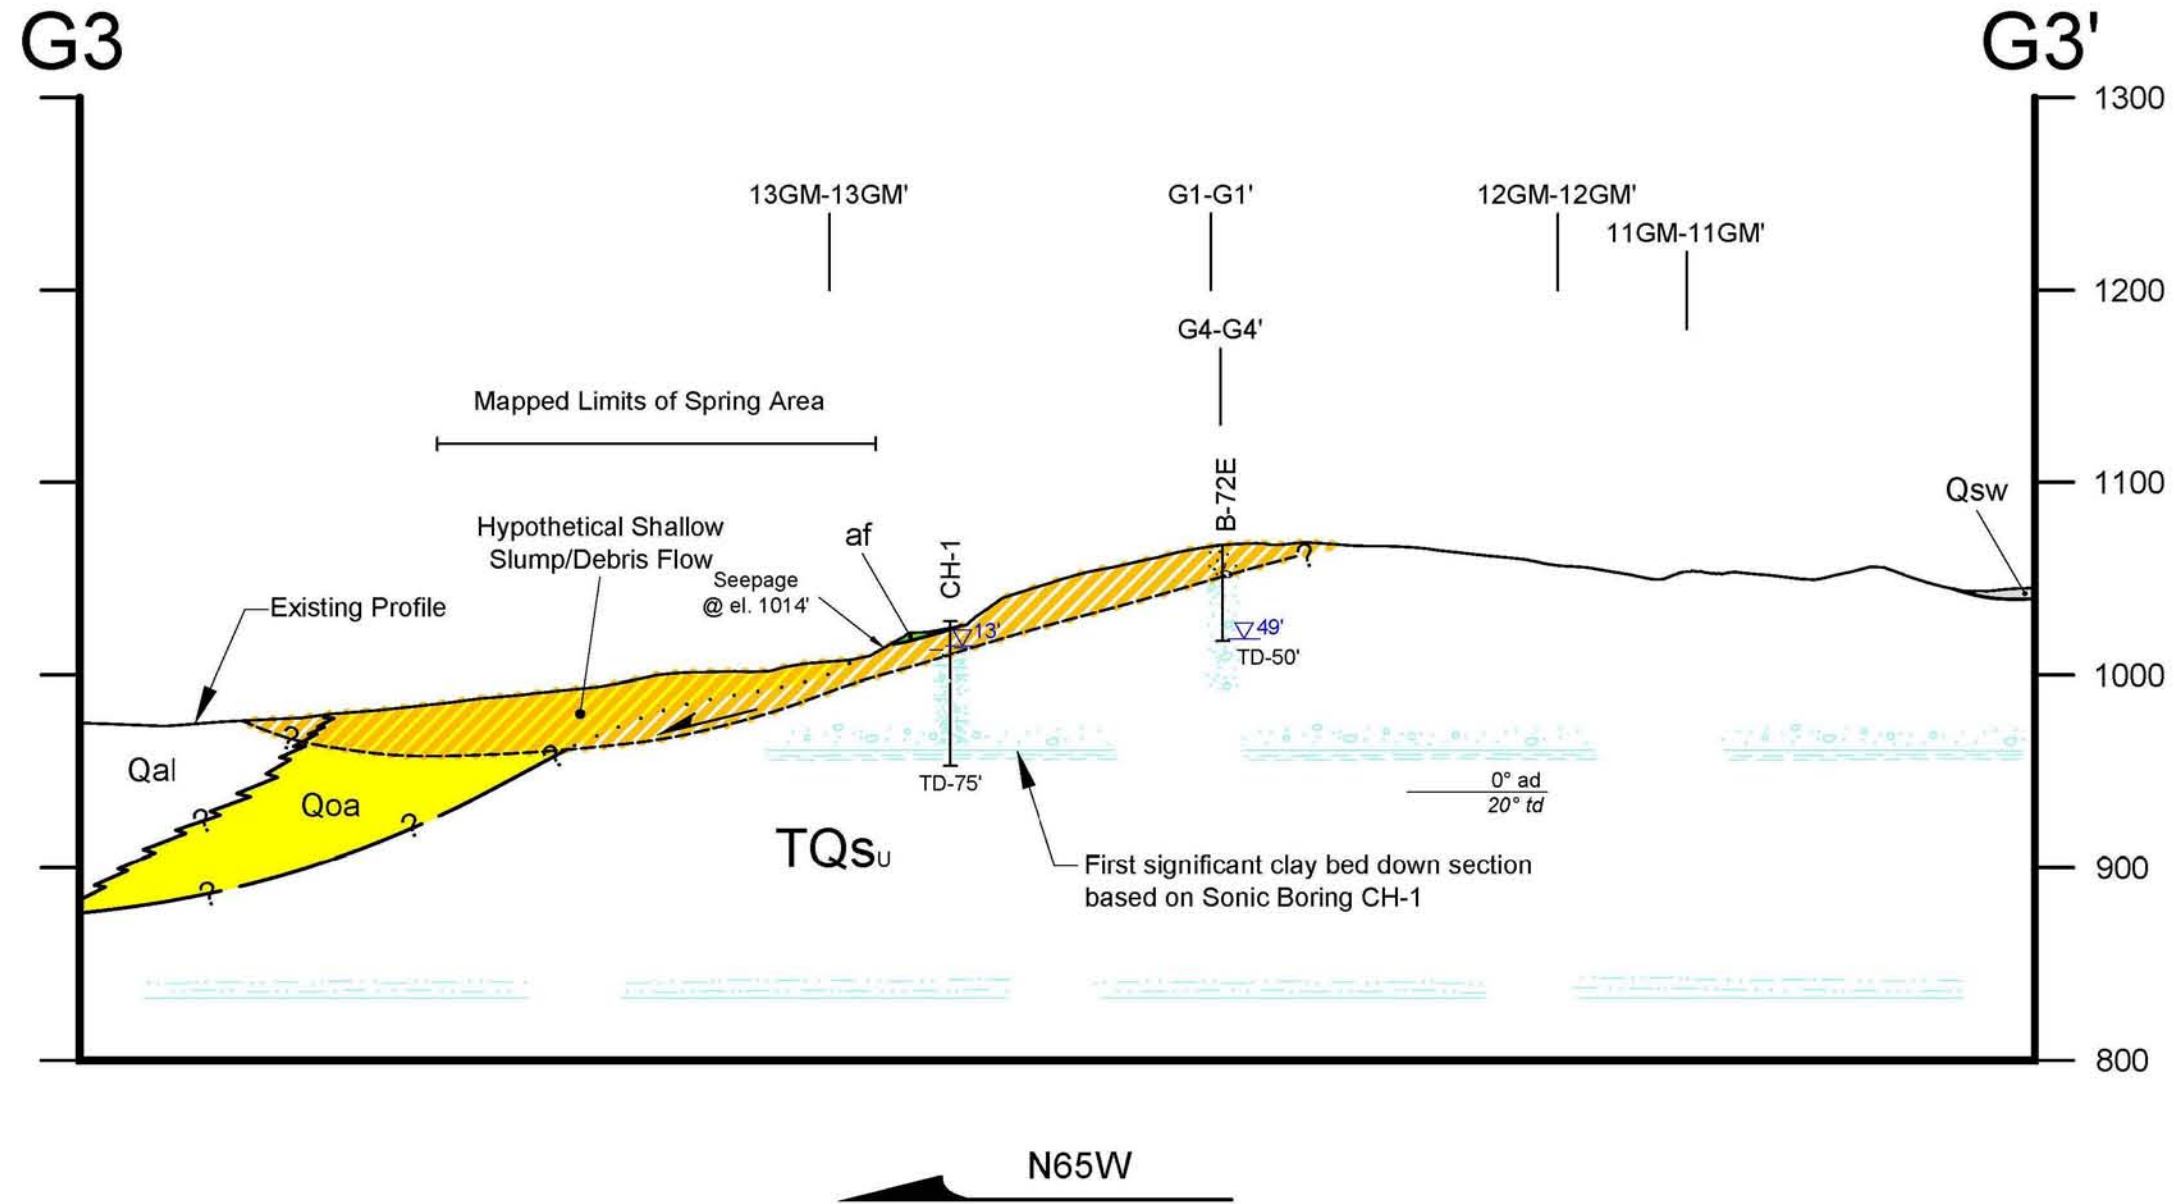 G3
G3'
1300
13GM-13GM'
G1-G1'
12GM-12GM'
11GM-11GM'
1200
G4-G4'
Mapped Limits of Spring Area
B-72E
1100
Qsw
Hypothetical Shallow
Slump/Debris Flow
af
CH-1
Seepage
@ el. 1014'
Existing Profile
?
13'
49'
TD-50'
1000
?
?
Qal
TD-75'
0° ad
20° td
Qoa
?
?
TQsU
First significant clay bed down section
based on Sonic Boring CH-1
900
?
800
N65W